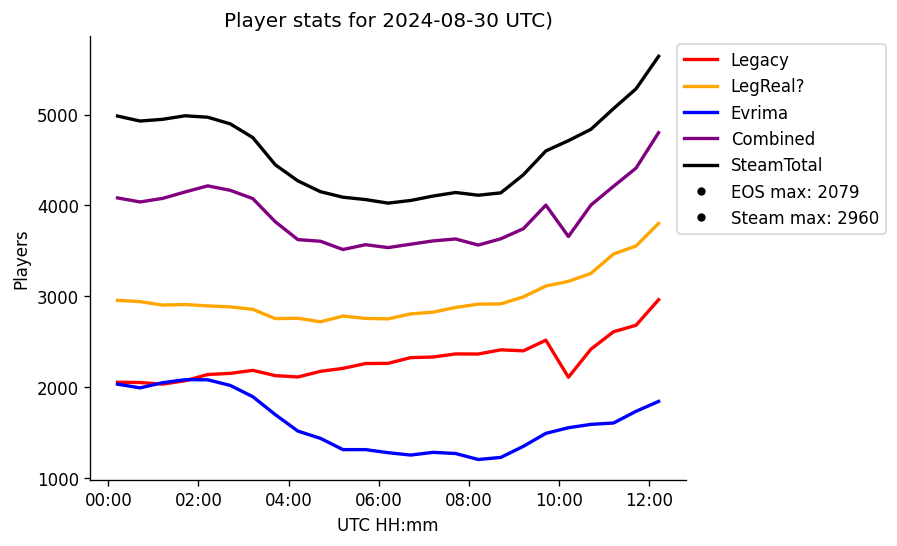 Player stats for 2024-08-30 UTC)
Players
5000
4000
3000
2000
1000
00:00 02:00 04:00 06:00 08:00 10:00 12:00
UTC HH:mm
Legacy
LegReal?
Evrima
Combined
SteamTotal
EOS max: 2079
Steam max: 2960